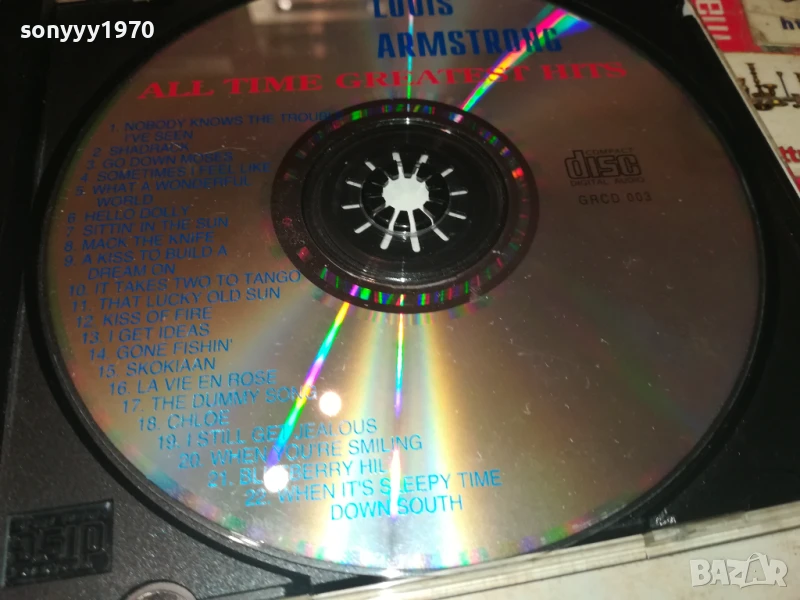 sonyyy1970
LOUIS
ARMSTRONG
ALL TIME GREATEST HITS
1. NOBODY KNOWS THE TROUBL
I'VE SEEN
2 SHADRACK
3. GO DOWN MOSES
4 SOMETIMES I FEEL LIKE
5 WHAT A WONDERFUL
WORLD
6 HELLO DOLLY
7 SITTIN' IN THE SUN
8 MACK THE KNIFE
9 A KISS TO BUILD A
DREAM ON
10. IT TAKES TWO TO TANGO
11. THAT LUCKY OLD SUN
12. KISS OF FIRE
13. I GET IDEAS
14. GONE FISHIN'
15. SKOKIAAN
16. LA VIE EN ROSE
17. THE DUMMY SONG
18. CHLOE
19. I STILL GET JEALOUS
20. WHEN YOU'RE SMILING
21. BLUEBERRY HIL
22. WHEN IT'S SLEEPY TIME
DOWN SOUTH
COMPACT
disc
DIGITAL AUDIO
GRCD 003
BAZAR